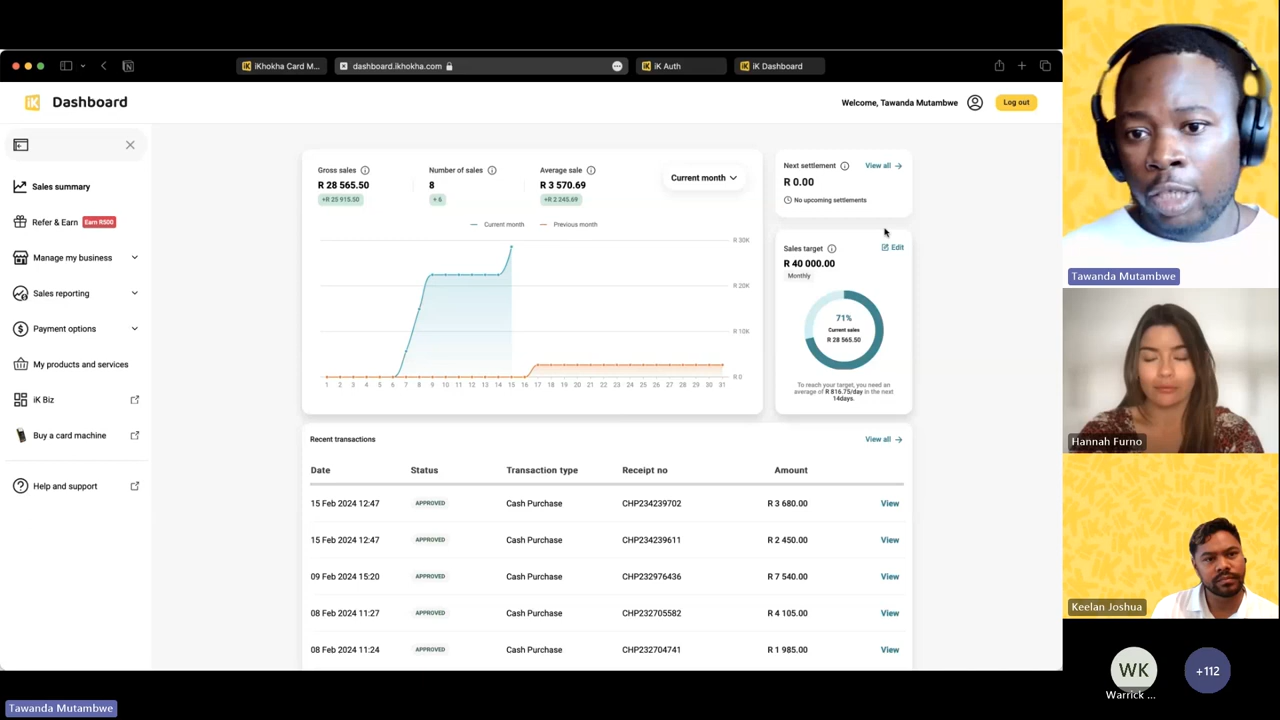 iKhokha Card M...
dashboard.ikhokha.com
iK Auth
iK Dashboard
iK Dashboard
Welcome, Tawanda Mutambwe
Log out
Sales summary
Refer & Earn Earn R500
Manage my business
Sales reporting
Payment options
My products and services
iK Biz
Buy a card machine
Help and support
Gross sales
R 28 565.50
+R 25 915.50
Number of sales
8
+ 6
Average sale
R 3 570.69
+R 2 245.69
Current month
Current month Previous month
R 30K
R 20K
R 10K
R 0
1 2 3 4 5 6 7 8 9 10 11 12 13 14 15 16 17 18 19 20 21 22 23 24 25 26 27 28 29 30 31
Next settlement
View all
R 0.00
No upcoming settlements
Sales target
Edit
R 40 000.00
Monthly
71%
Current sales
R 28 565.50
To reach your target, you need an
average of R 816.75/day in the next
14days.
Recent transactions
View all
Date Status Transaction type Receipt no Amount
15 Feb 2024 12:47 APPROVED Cash Purchase CHP234239702 R 3 680.00 View
15 Feb 2024 12:47 APPROVED Cash Purchase CHP234239611 R 2 450.00 View
09 Feb 2024 15:20 APPROVED Cash Purchase CHP232976436 R 7 540.00 View
08 Feb 2024 11:27 APPROVED Cash Purchase CHP232705582 R 4 105.00 View
08 Feb 2024 11:24 APPROVED Cash Purchase CHP232704741 R 1 985.00 View
Tawanda Mutambwe
Hannah Furno
Keelan Joshua
WK
Warrick ...
+112
Tawanda Mutambwe